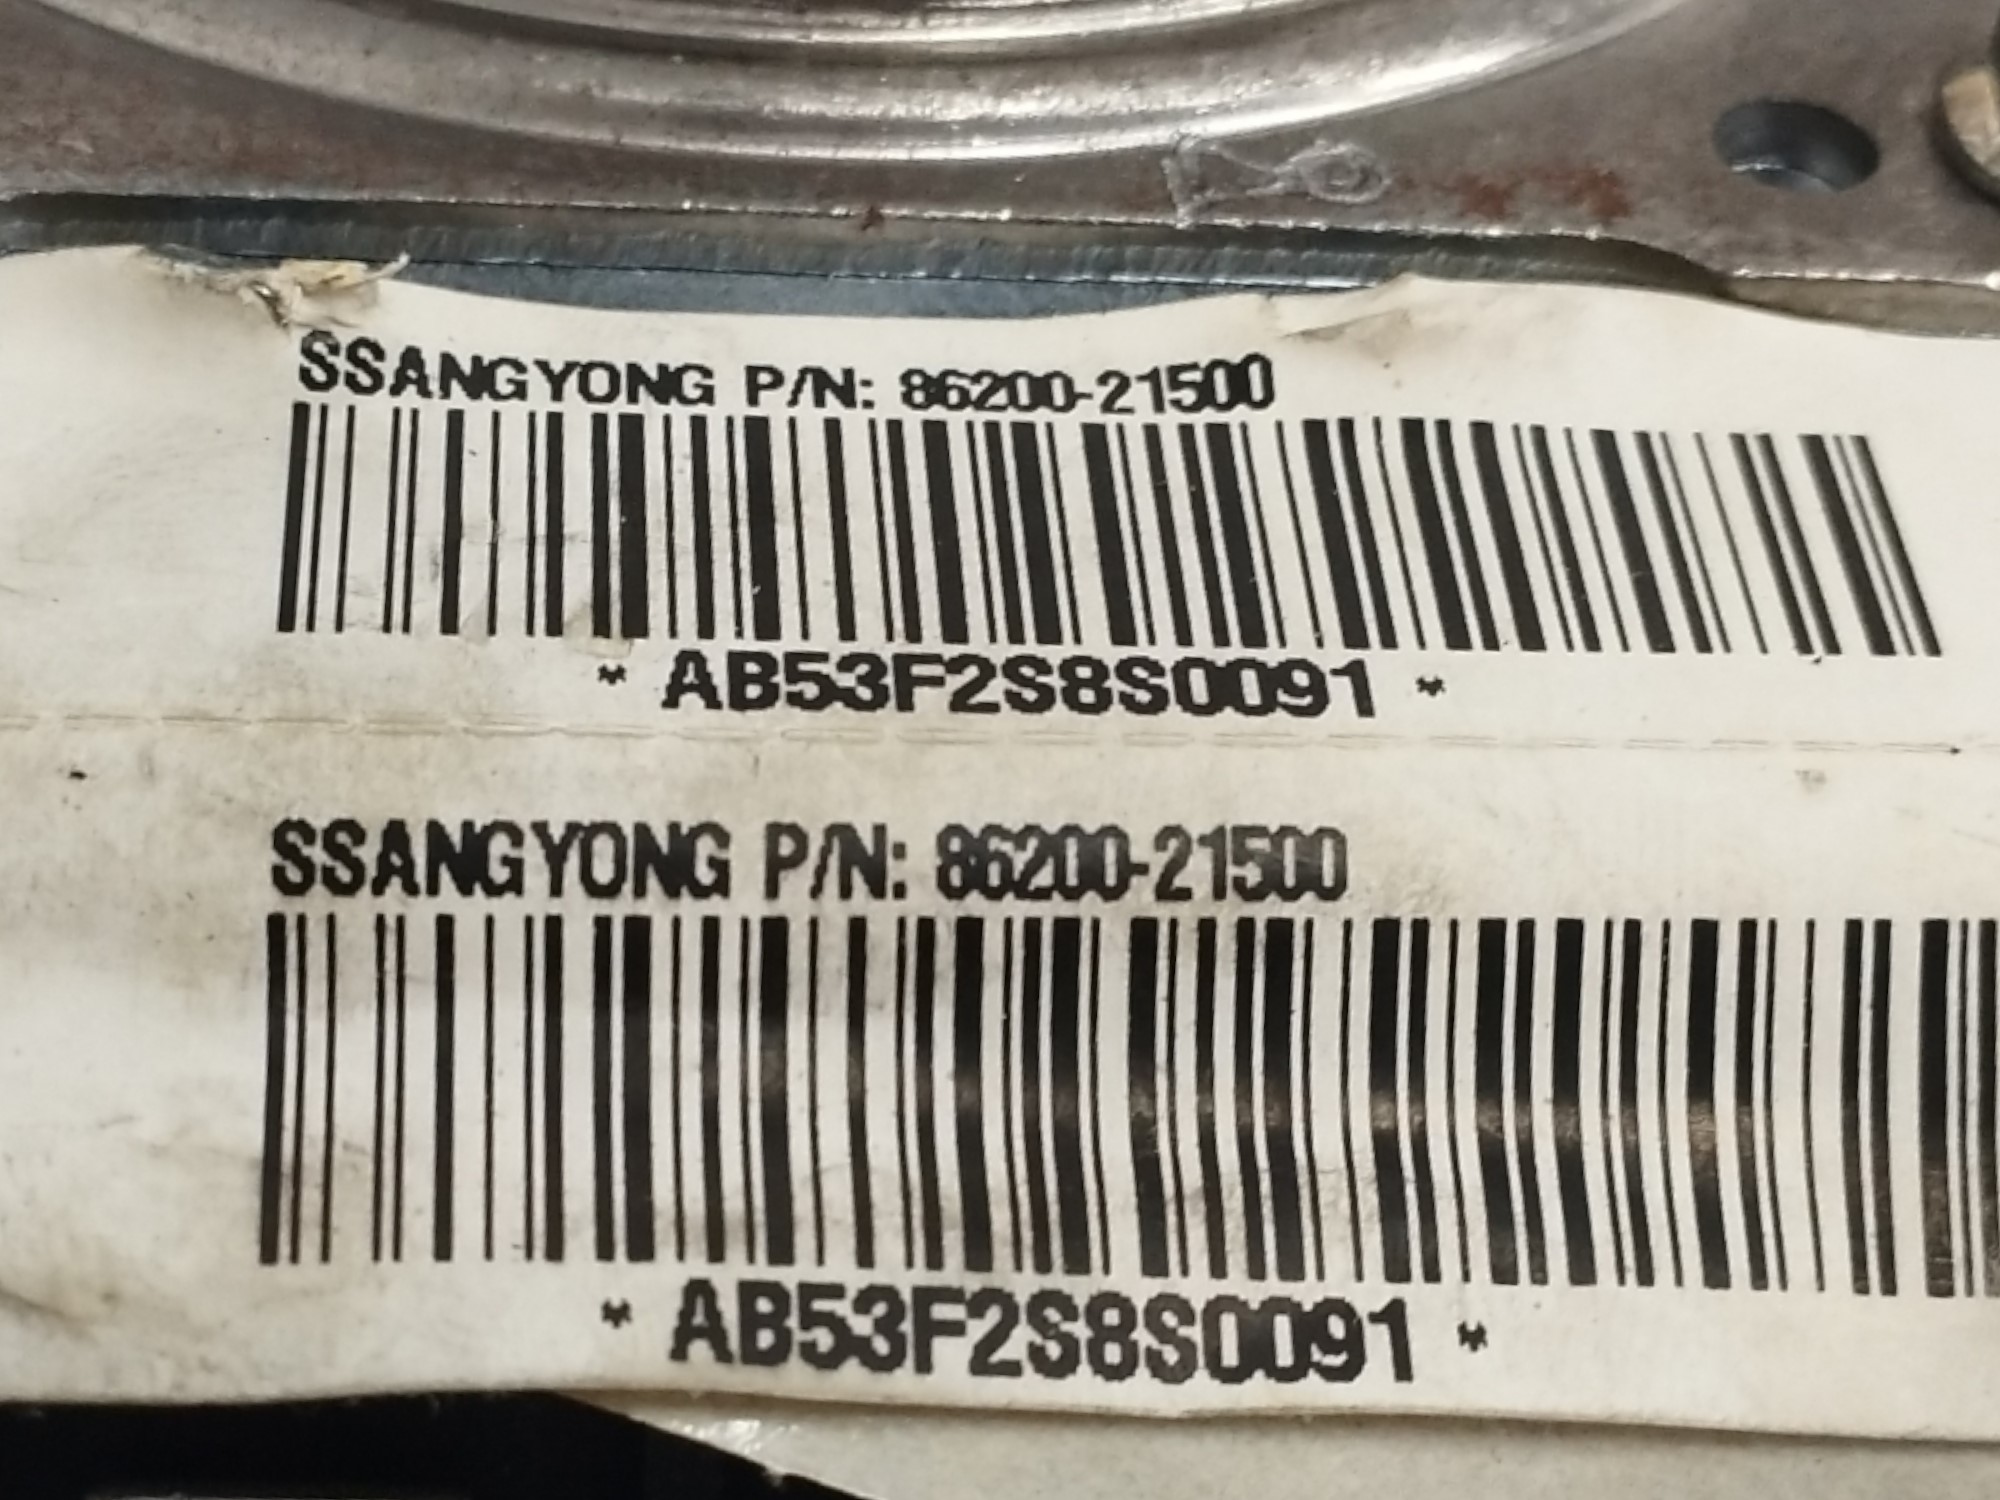 SSANGYONG P/N: 86200-21500
* AB53F2S8S0091 *
SSANGYONG P/N: 86200-21500
* AB53F2S8S0091 *